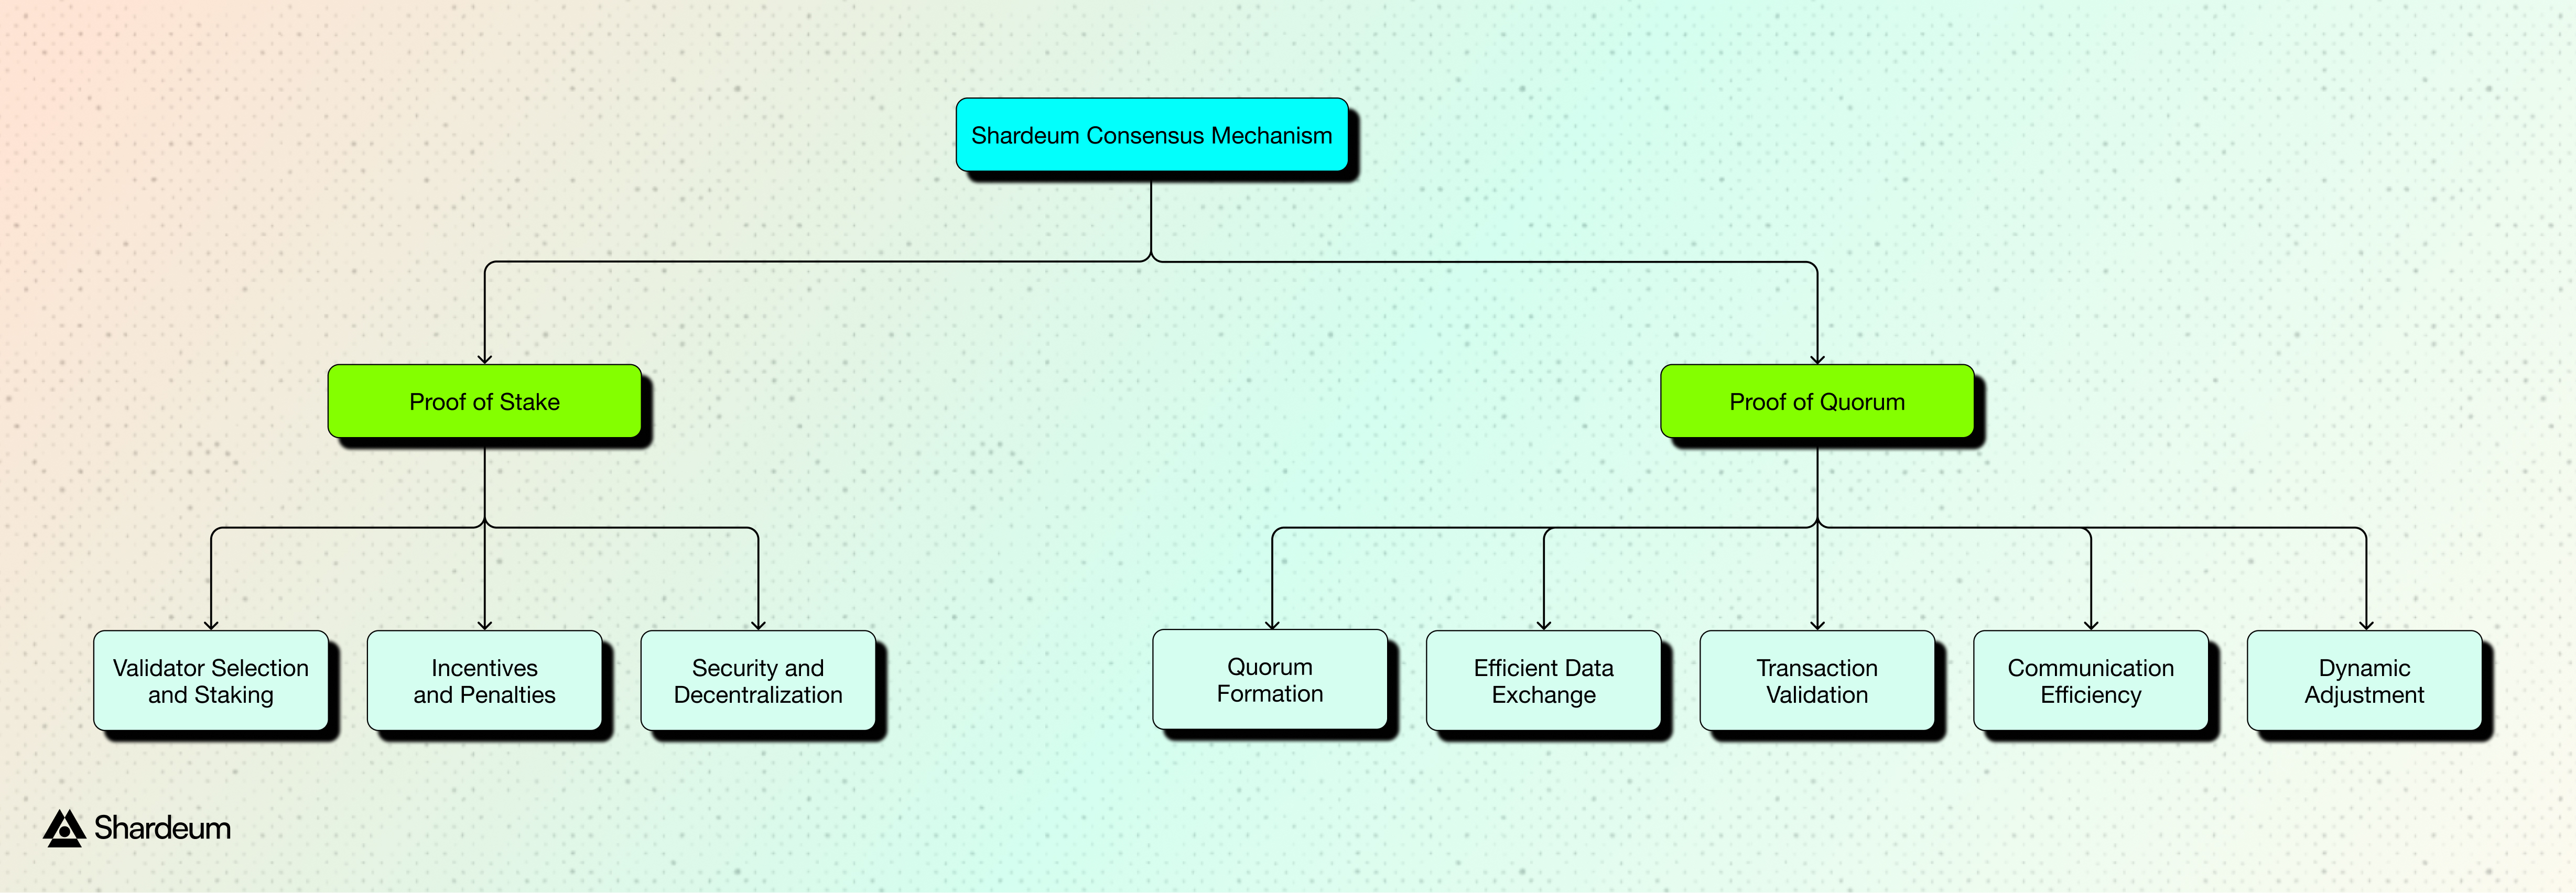 Shardeum Consensus Mechanism
Proof of Stake
Proof of Quorum
Validator Selection
and Staking
Incentives
and Penalties
Security and
Decentralization
Quorum
Formation
Efficient Data
Exchange
Transaction
Validation
Communication
Efficiency
Dynamic
Adjustment
Shardeum